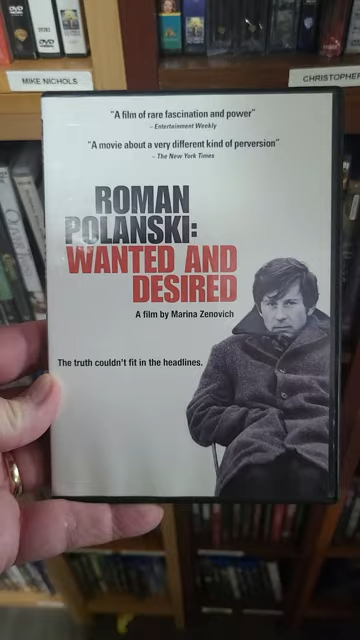 MIKE NICHOLS
CHRISTOPHER
"A film of rare fascination and power"
– Entertainment Weekly
"A movie about a very different kind of perversion"
– The New York Times
ROMAN
POLANSKI:
WANTED AND
DESIRED
A film by Marina Zenovich
The truth couldn't fit in the headlines.